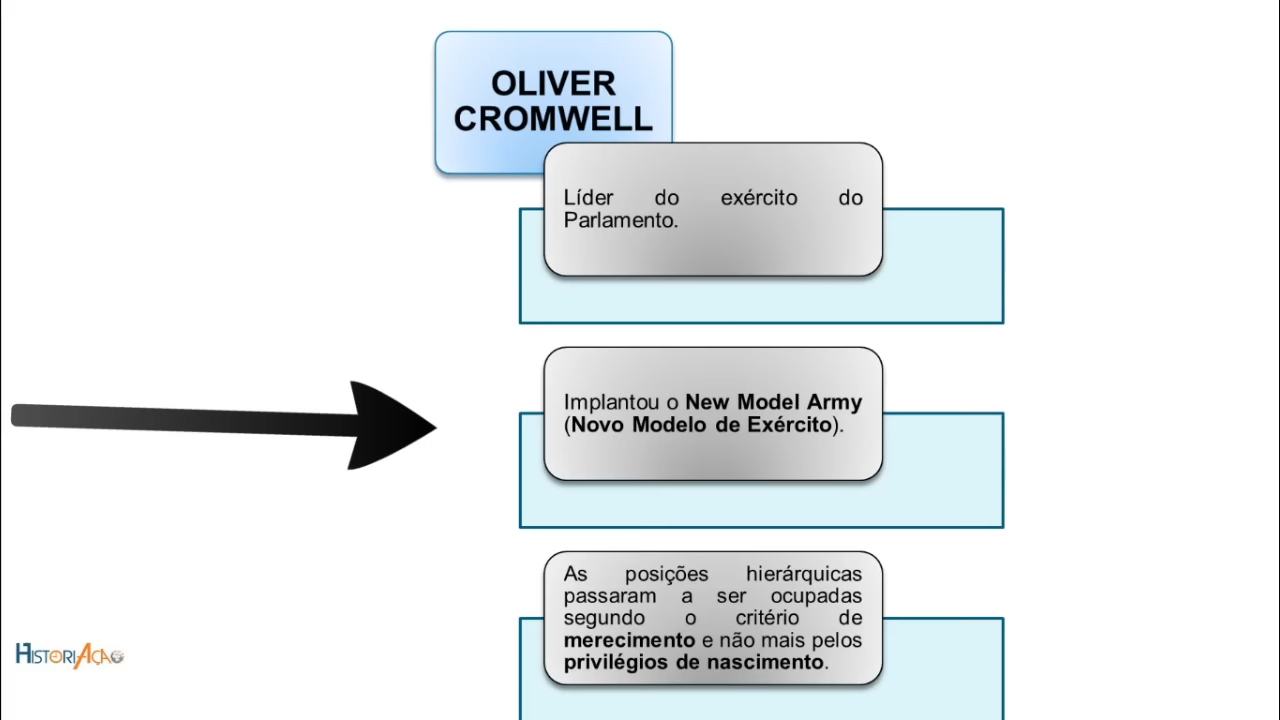 OLIVER
CROMWELL
Líder do exército do
Parlamento.
Implantou o New Model Army
(Novo Modelo de Exército).
As posições hierárquicas
passaram a ser ocupadas
segundo o critério de
merecimento e não mais pelos
privilégios de nascimento.
HISTORIAÇÃO